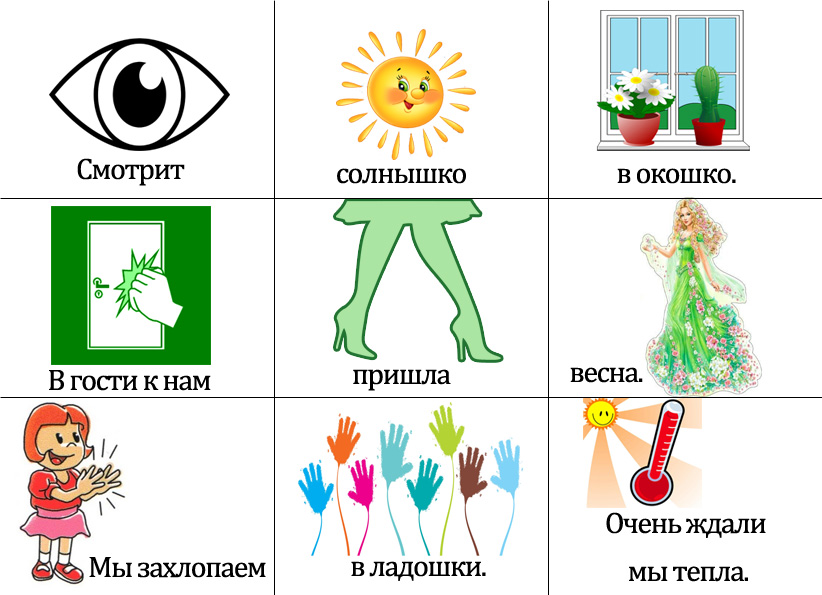 Смотрит
солнышко
в окошко.
В гости к нам
пришла
весна.
Мы захлопаем
в ладошки.
Очень ждали
мы тепла.